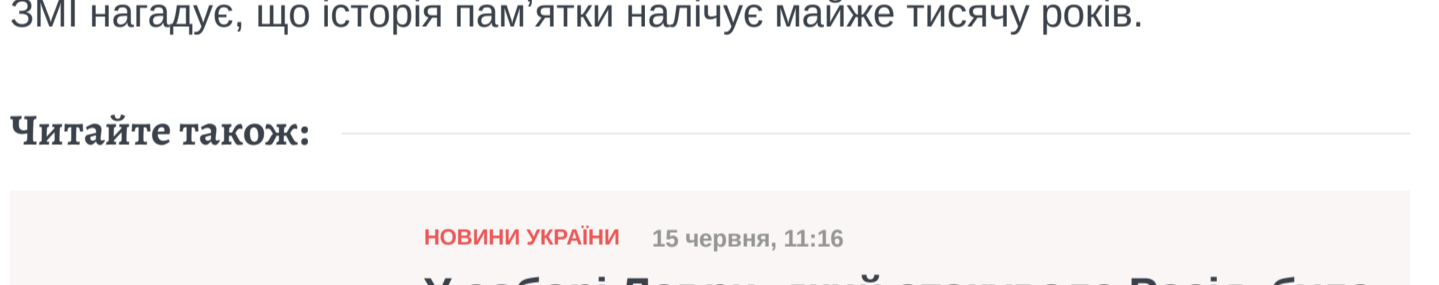 ЗМІ нагадує, що історія пам’ятки налічує майже тисячу років.
Читайте також:
НОВИНИ УКРАЇНИ 15 червня, 11:16